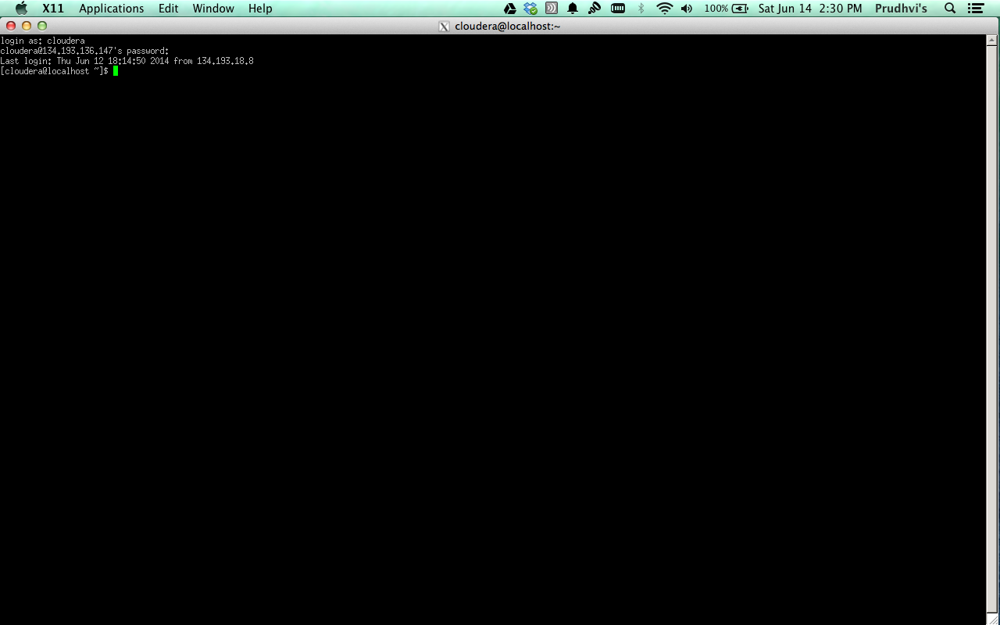 X11 Applications Edit Window Help 100% Sat Jun 14 2:30 PM Prudhvi's
cloudera@localhost:~
login as: cloudera
cloudera@134.193.136.147's password:
Last login: Thu Jun 12 18:14:50 2014 from 134.193.18.8
[cloudera@localhost ~]$